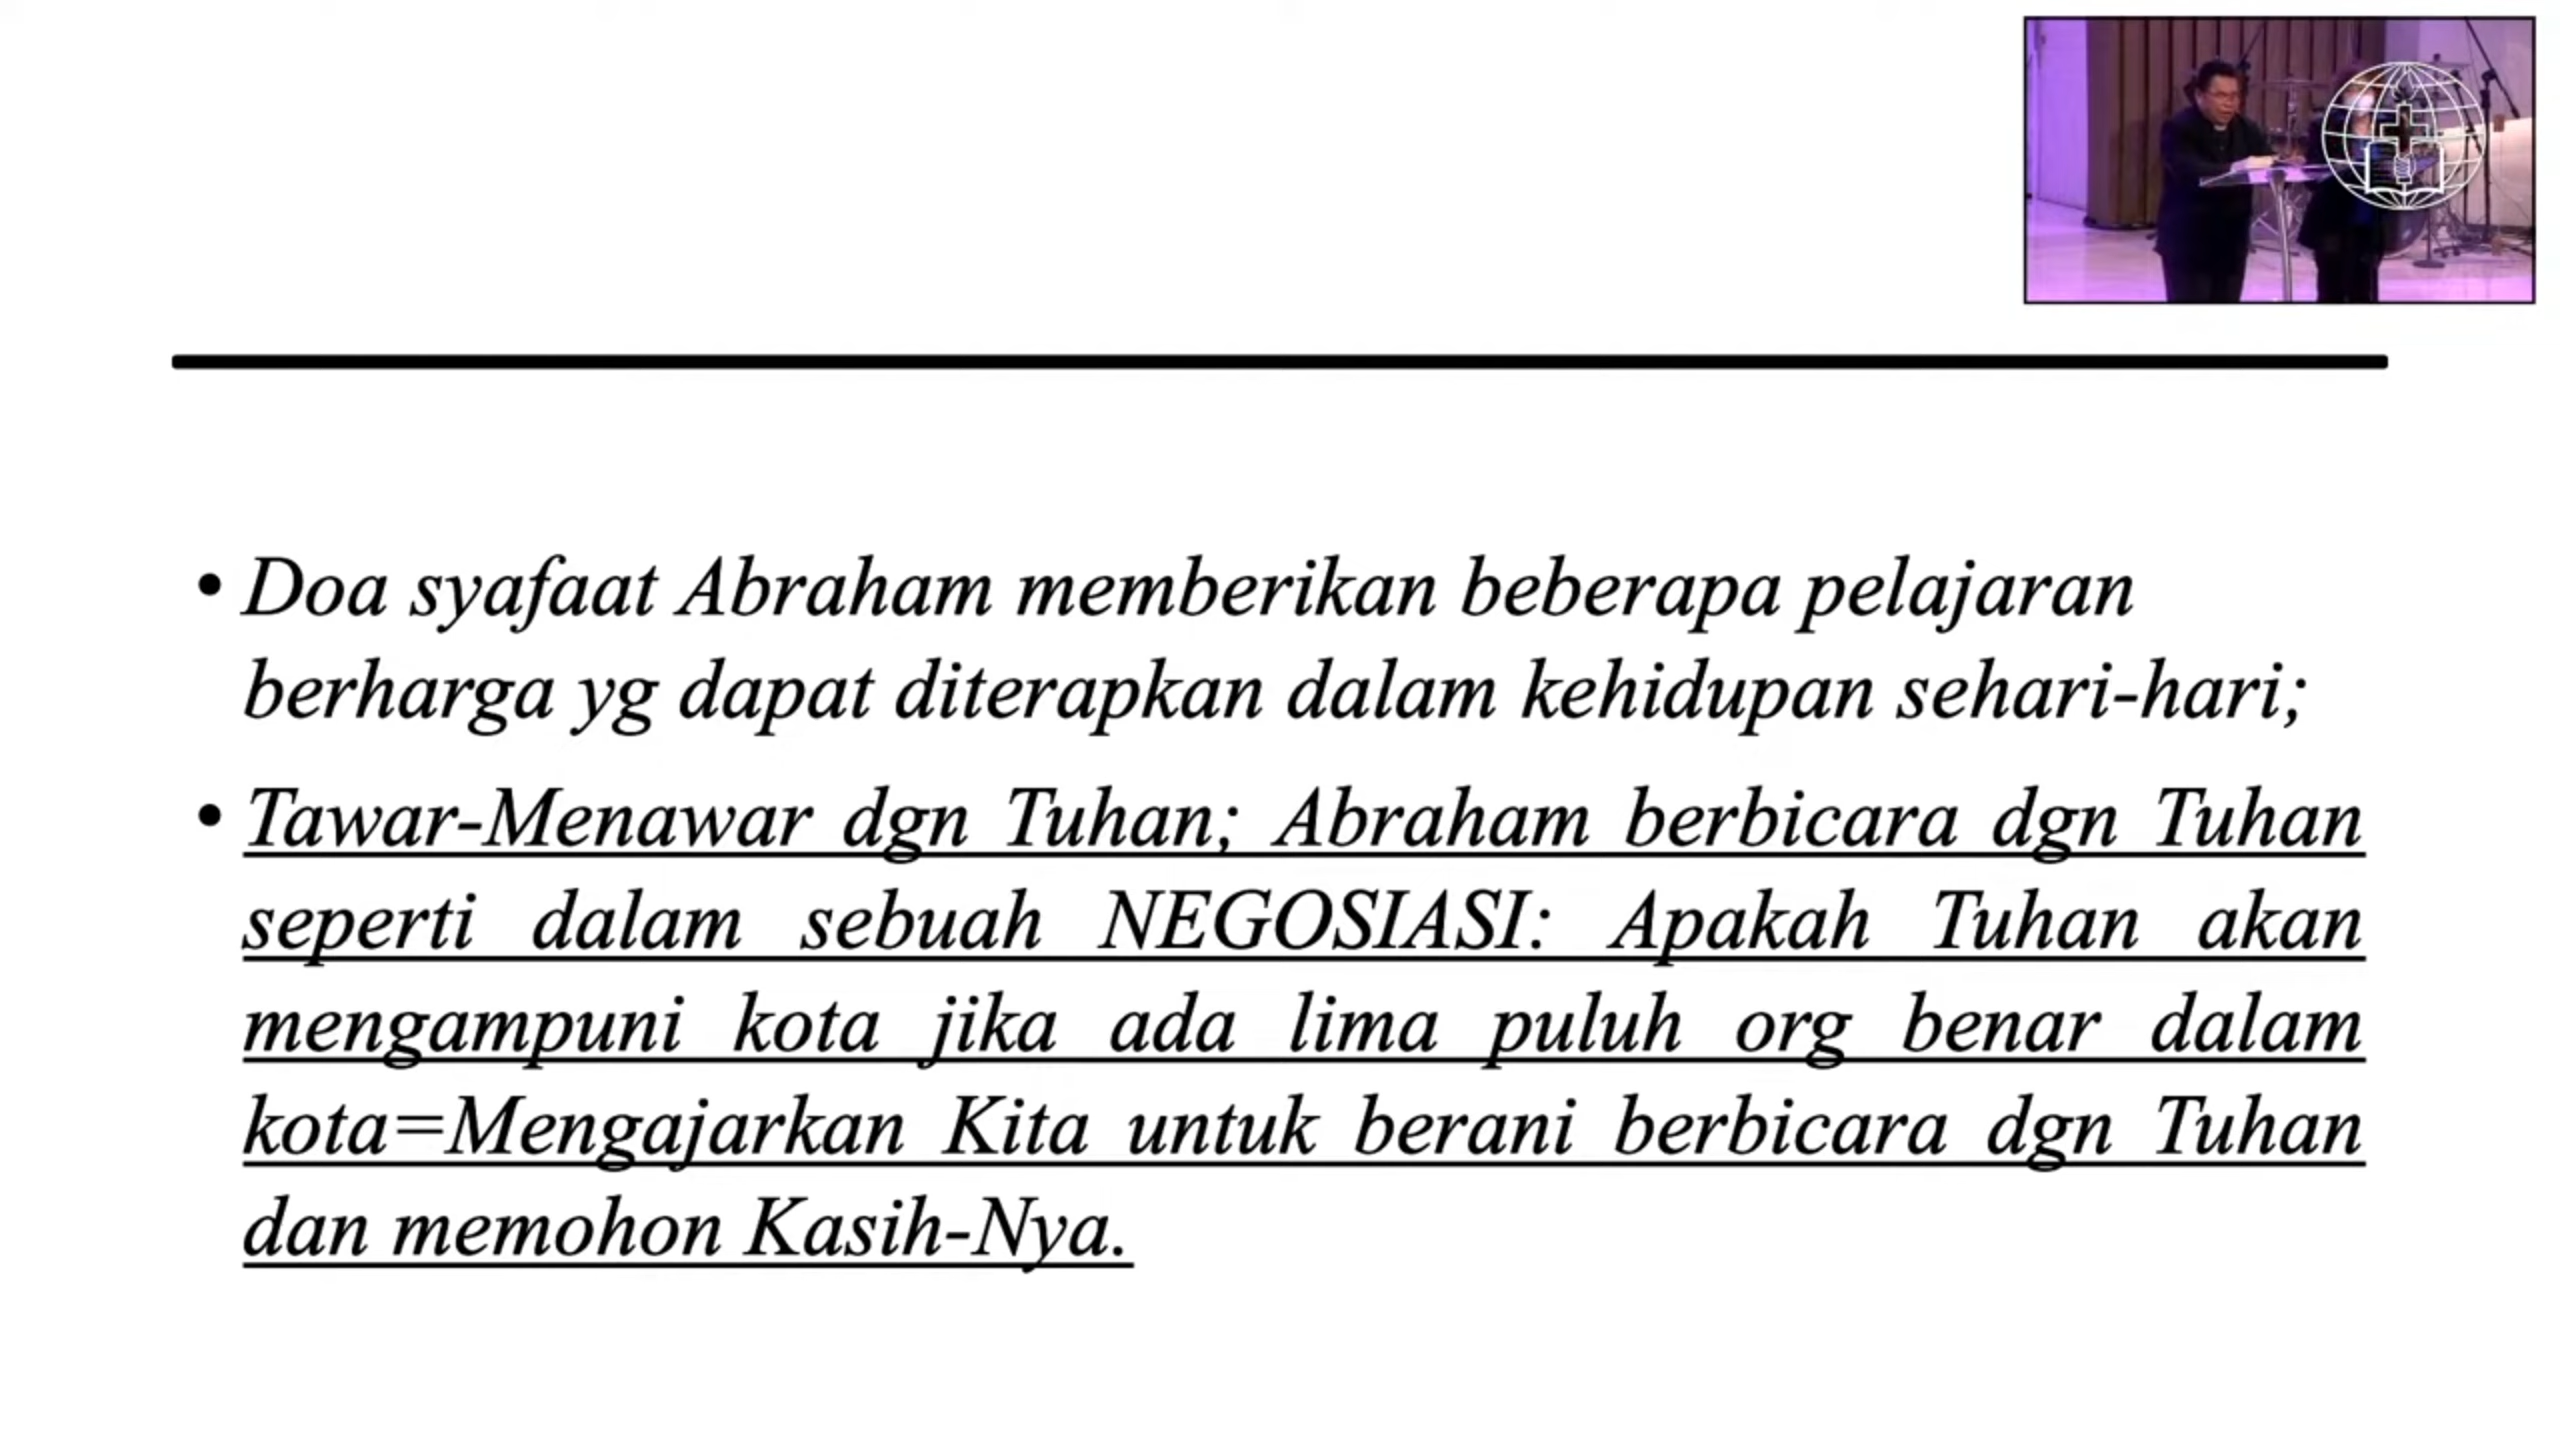 • Doa syafaat Abraham memberikan beberapa pelajaran
berharga yg dapat diterapkan dalam kehidupan sehari-hari;
• Tawar-Menawar dgn Tuhan; Abraham berbicara dgn Tuhan
seperti dalam sebuah NEGOSIASI: Apakah Tuhan akan
mengampuni kota jika ada lima puluh org benar dalam
kota=Mengajarkan Kita untuk berani berbicara dgn Tuhan
dan memohon Kasih-Nya.